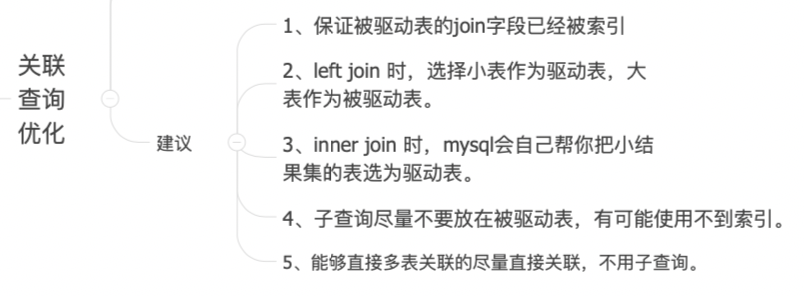 关联
查询
优化
建议
1、保证被驱动表的join字段已经被索引
2、left join 时，选择小表作为驱动表，大
表作为被驱动表。
3、inner join 时，mysql会自己帮你把小结
果集的表选为驱动表。
4、子查询尽量不要放在被驱动表，有可能使用不到索引。
5、能够直接多表关联的尽量直接关联，不用子查询。